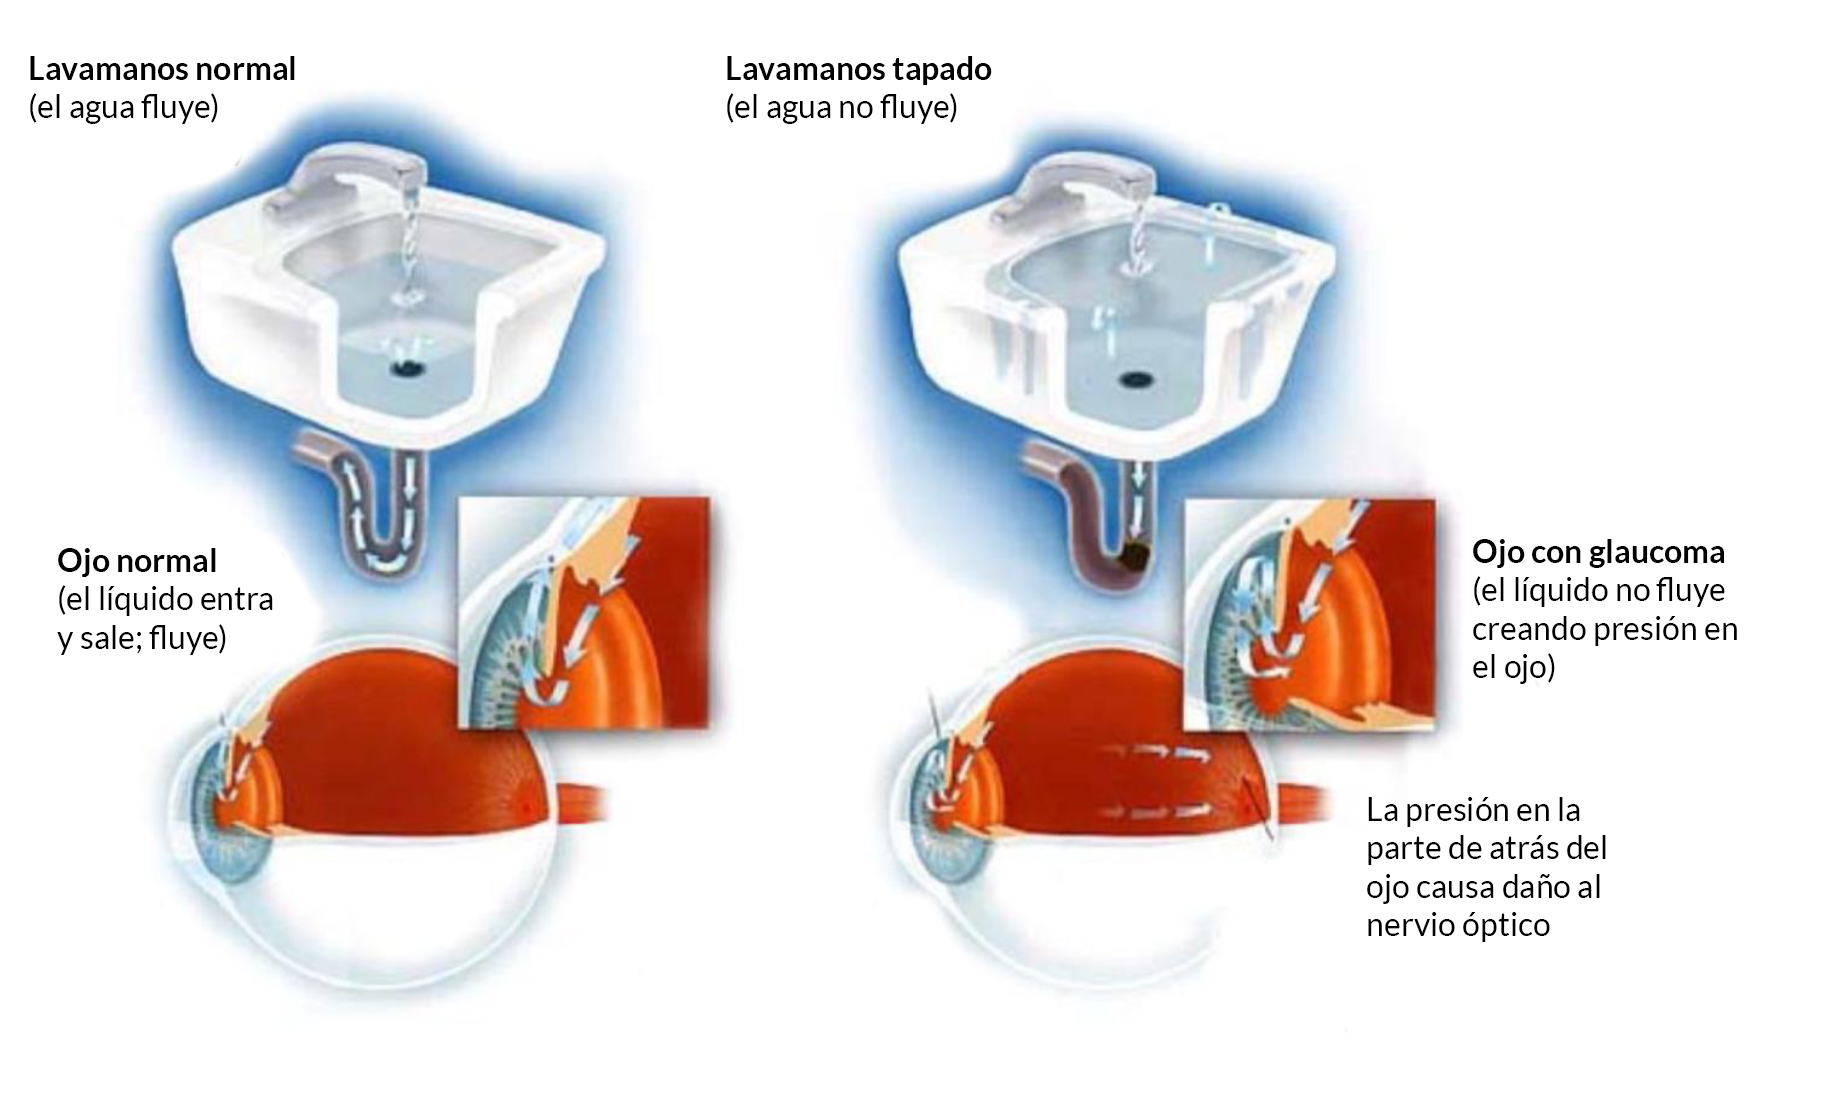 Lavamanos normal
(el agua fluye)
Lavamanos tapado
(el agua no fluye)
Ojo normal
(el líquido entra
y sale; fluye)
Ojo con glaucoma
(el líquido no fluye
creando presión en
el ojo)
La presión en la
parte de atrás del
ojo causa daño al
nervio óptico